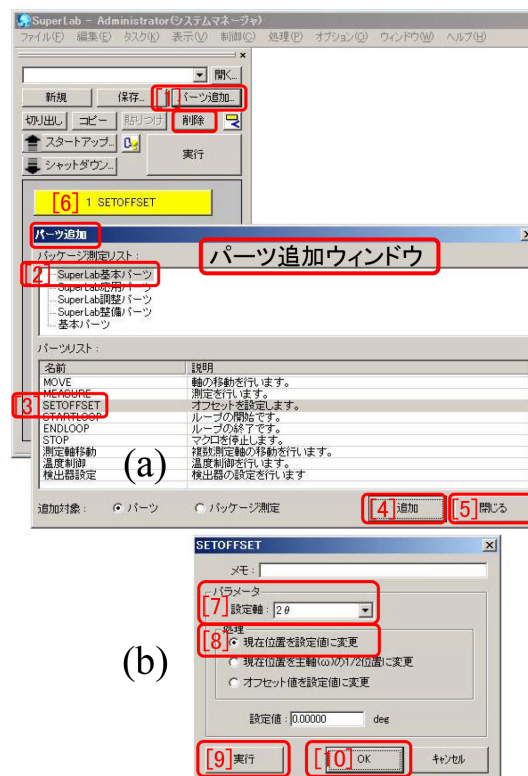 SuperLab - Administrator(システムマネージャ)
ファイル(F) 編集(E) タスク(K) 表示(V) 制御(C) 処理(P) オプション(O) ウィンドウ(W) ヘルプ(H)
開く...
新規 保存... [1] パーツ追加...
切り出し コピー 貼りつけ 削除
スタートアップ...
シャットダウン...
実行
[6] 1 SETOFFSET
パーツ追加
パッケージ測定リスト:
パーツ追加ウィンドウ
[2] SuperLab基本パーツ
SuperLab応用パーツ
SuperLab調整パーツ
SuperLab整備パーツ
基本パーツ
パーツリスト:
名前 説明
MOVE 軸の移動を行います。
MEASURE 測定を行います。
[3] SETOFFSET オフセットを設定します。
STARTLOOP ループの開始です。
ENDLOOP ループの終了です。
STOP マクロを停止します。
測定軸移動 複数測定軸の移動を行います。
温度制御 温度制御を行います。
検出器設定 検出器の設定を行います
(a)
追加対象: パーツ パッケージ測定 [4] 追加 [5] 閉じる
SETOFFSET
メモ:
パラメータ
[7] 設定軸: 2θ
処理
[8] 現在位置を設定値に変更
現在位置を主軸(ω)の1/2位置に変更
オフセット値を設定値に変更
(b)
設定値: 0.00000 deg
[9] 実行 [10] OK キャンセル